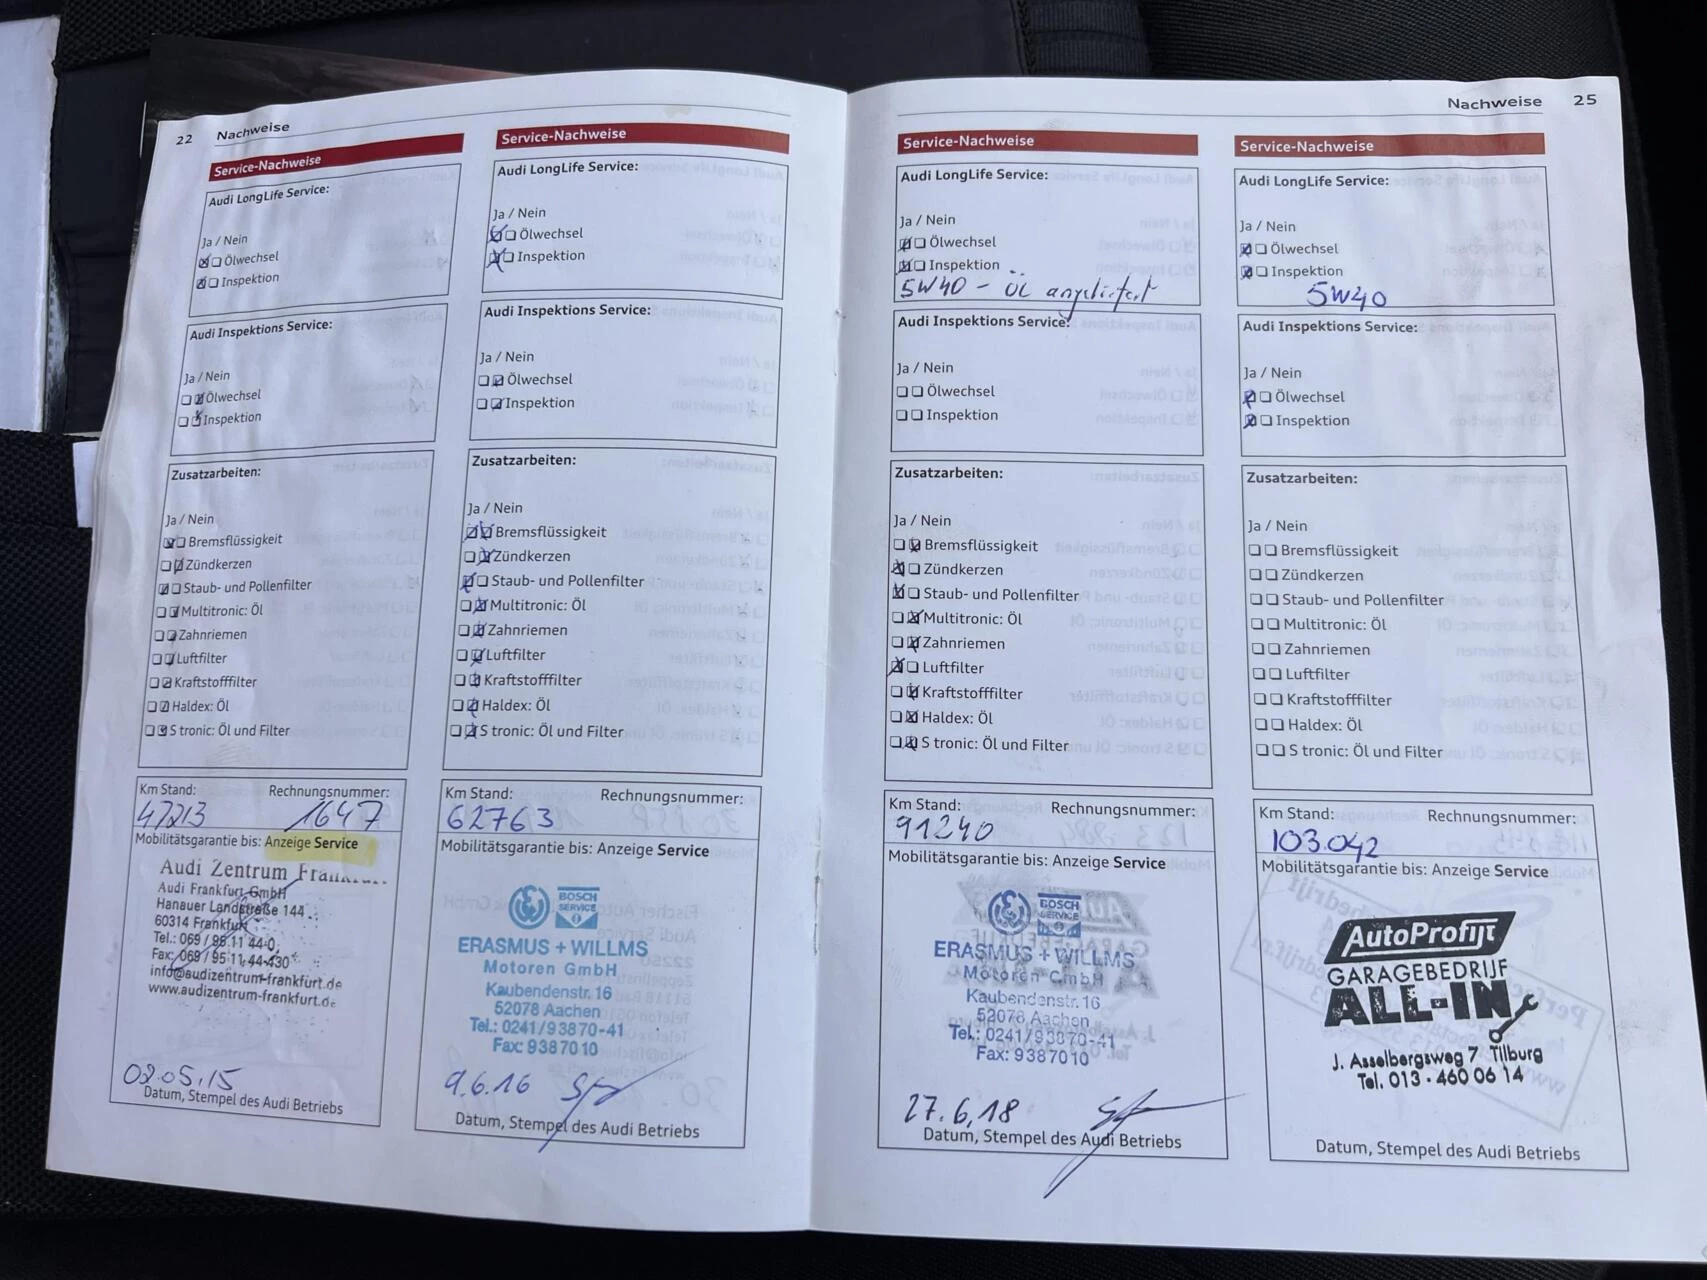 22 Nachweise
Service-Nachweise
Audi LongLife Service:
Ja / Nein
Ölwechsel
Inspektion
Audi Inspektions Service:
Ja / Nein
Ölwechsel
Inspektion
Zusatzarbeiten:
Ja / Nein
Bremsflüssigkeit
Zündkerzen
Staub- und Pollenfilter
Multitronic: Öl
Zahnriemen
Luftfilter
Kraftstofffilter
Haldex: Öl
S tronic: Öl und Filter
Km Stand: Rechnungsnummer:
47213 1647
Mobilitätsgarantie bis: Anzeige Service
Audi Zentrum Frankfurt
Audi Frankfurt GmbH
Hanauer Landstraße 144
60314 Frankfurt
Tel.: 069 / 95 11 44-0
Fax: 069 / 95 11 44-430
info@audizentrum-frankfurt.de
www.audizentrum-frankfurt.de
02.05.15
Datum, Stempel des Audi Betriebs
Service-Nachweise
Audi LongLife Service:
Ja / Nein
Ölwechsel
Inspektion
Audi Inspektions Service:
Ja / Nein
Ölwechsel
Inspektion
Zusatzarbeiten:
Ja / Nein
Bremsflüssigkeit
Zündkerzen
Staub- und Pollenfilter
Multitronic: Öl
Zahnriemen
Luftfilter
Kraftstofffilter
Haldex: Öl
S tronic: Öl und Filter
Km Stand: Rechnungsnummer:
62763
Mobilitätsgarantie bis: Anzeige Service
BOSCH
SERVICE
ERASMUS + WILLMS
Motoren GmbH
Kaubendenstr. 16
52078 Aachen
Tel.: 0241/93870-41
Fax: 9387010
9.6.16
Datum, Stempel des Audi Betriebs
Nachweise 25
Service-Nachweise
Audi LongLife Service:
Ja / Nein
Ölwechsel
Inspektion
5W40 - Öl angeliefert
Audi Inspektions Service:
Ja / Nein
Ölwechsel
Inspektion
Zusatzarbeiten:
Ja / Nein
Bremsflüssigkeit
Zündkerzen
Staub- und Pollenfilter
Multitronic: Öl
Zahnriemen
Luftfilter
Kraftstofffilter
Haldex: Öl
S tronic: Öl und Filter
Km Stand: Rechnungsnummer:
91240
Mobilitätsgarantie bis: Anzeige Service
BOSCH
SERVICE
ERASMUS + WILLMS
Motoren GmbH
Kaubendenstr. 16
52078 Aachen
Tel.: 0241/93870-41
Fax: 9387010
27.6.18
Datum, Stempel des Audi Betriebs
Service-Nachweise
Audi LongLife Service:
Ja / Nein
Ölwechsel
Inspektion
5W40
Audi Inspektions Service:
Ja / Nein
Ölwechsel
Inspektion
Zusatzarbeiten:
Ja / Nein
Bremsflüssigkeit
Zündkerzen
Staub- und Pollenfilter
Multitronic: Öl
Zahnriemen
Luftfilter
Kraftstofffilter
Haldex: Öl
S tronic: Öl und Filter
Km Stand: Rechnungsnummer:
103.042
Mobilitätsgarantie bis: Anzeige Service
AutoProfijt
GARAGEBEDRIJF
ALL-IN
J. Asselbergsweg 7 Tilburg
Tel. 013 - 460 06 14
Datum, Stempel des Audi Betriebs